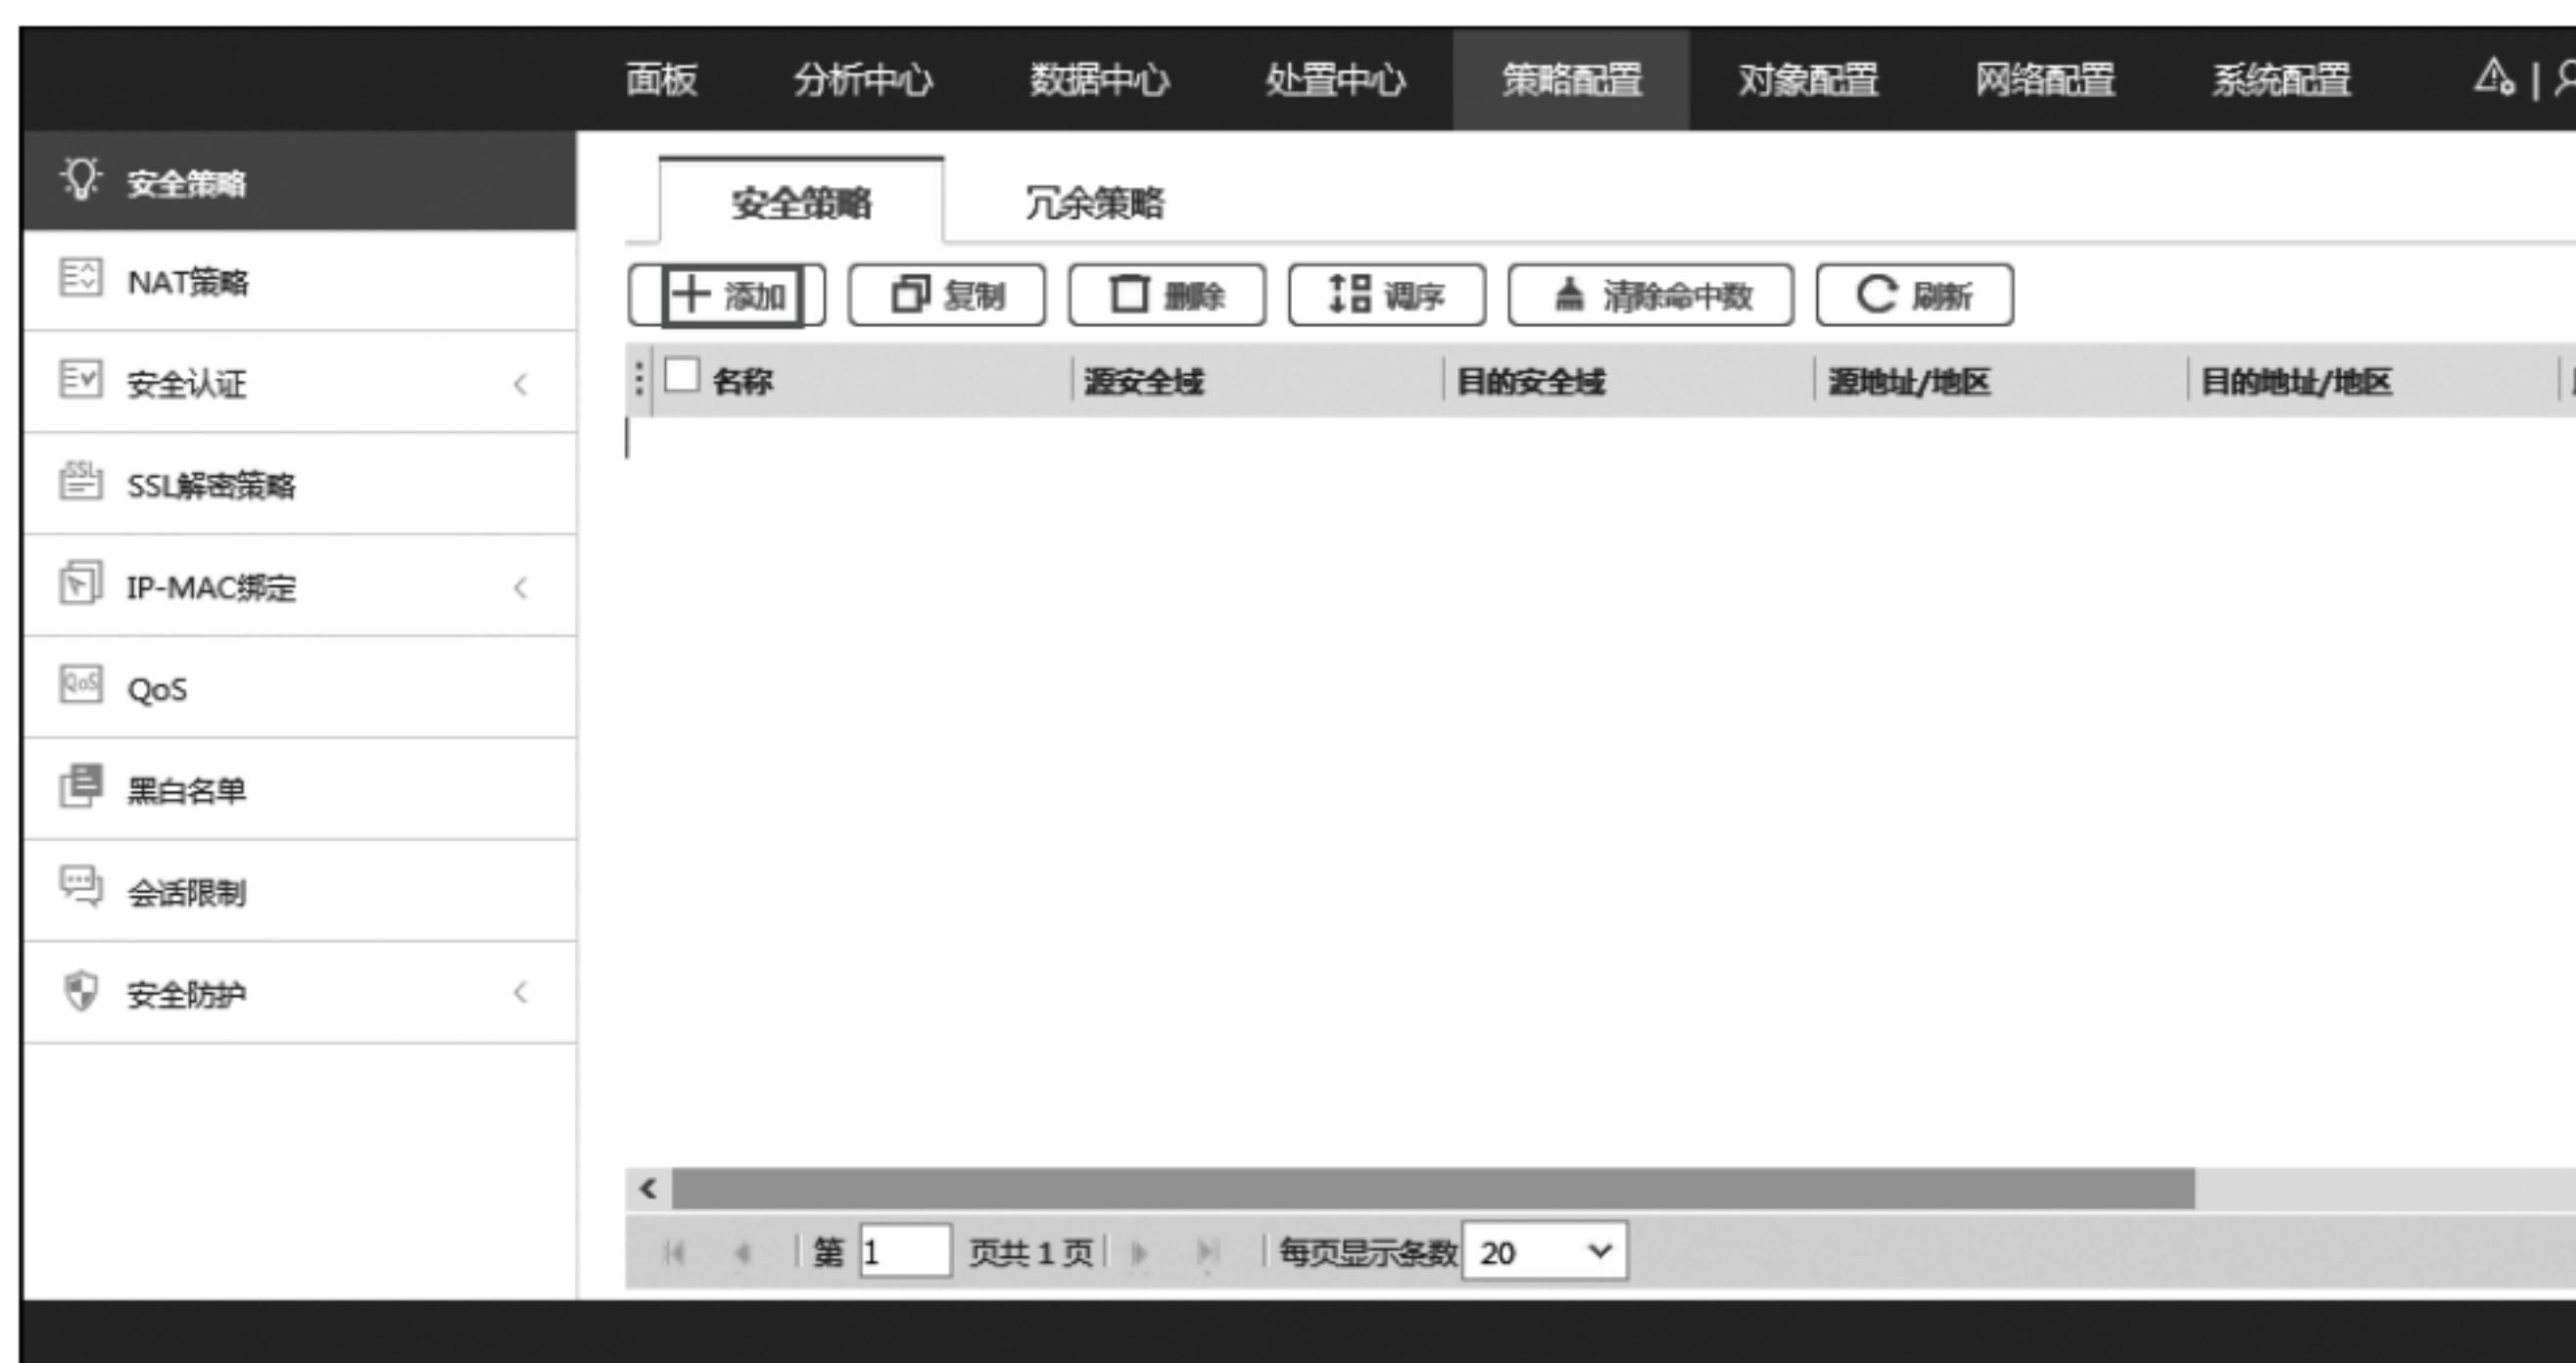 面板 分析中心 数据中心 处置中心 策略配置 对象配置 网络配置 系统配置
安全策略
NAT策略
安全认证
SSL解密策略
IP-MAC绑定
QoS
黑白名单
会话限制
安全防护
安全策略 冗余策略
添加 复制 删除 调序 清除命中数 刷新
名称 源安全域 目的安全域 源地址/地区 目的地址/地区
第 1 页共 1 页 每页显示条数 20